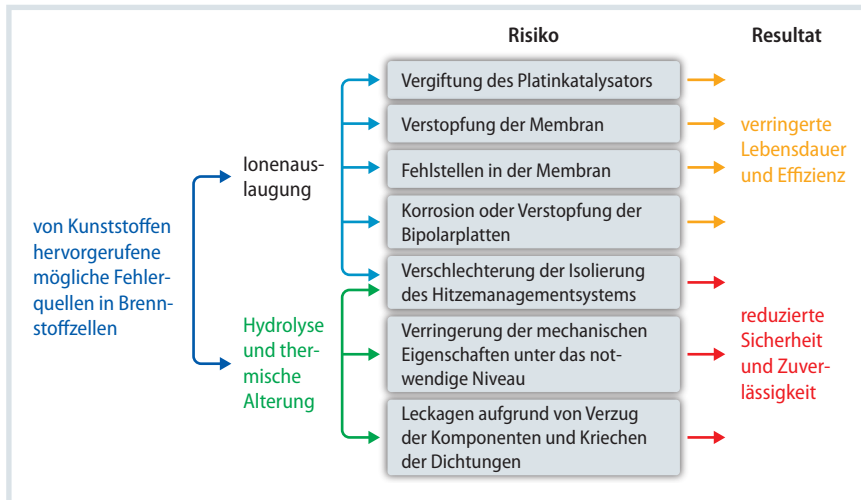 Risiko
Resultat
von Kunststoffen
hervorgerufene
mögliche Fehler-
quellen in Brenn-
stoffzellen
Ionenaus-
laugung
Hydrolyse
und ther-
mische
Alterung
Vergiftung des Platinkatalysators
Verstopfung der Membran
Fehlstellen in der Membran
Korrosion oder Verstopfung der
Bipolarplatten
Verschlechterung der Isolierung
des Hitzemanagementsystems
Verringerung der mechanischen
Eigenschaften unter das not-
wendige Niveau
Leckagen aufgrund von Verzug
der Komponenten und Kriechen
der Dichtungen
verringerte
Lebensdauer
und Effizienz
reduzierte
Sicherheit
und Zuver-
lässigkeit